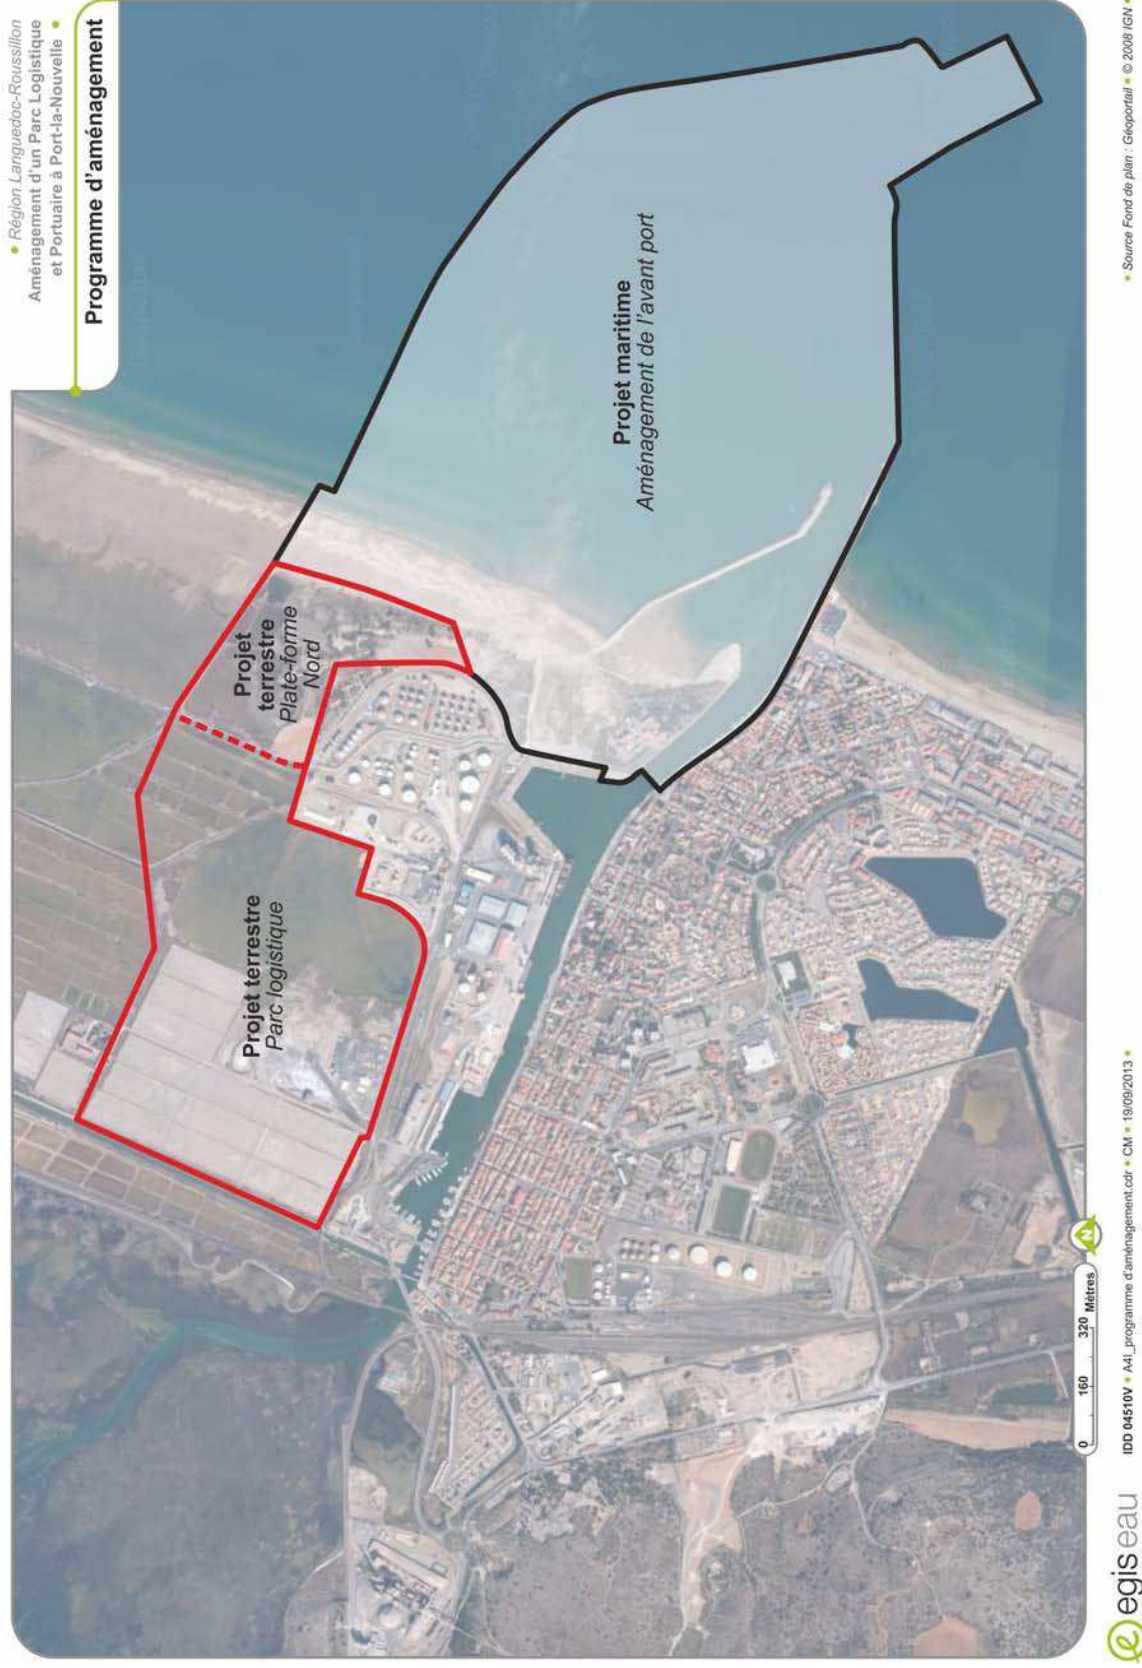 • Région Languedoc-Roussillon
Aménagement d'un Parc Logistique
et Portuaire à Port-la-Nouvelle •
Programme d'aménagement
Projet
terrestre
Plate-forme
Nord
Projet terrestre
Parc logistique
Projet maritime
Aménagement de l'avant port
0 160 320 Mètres
N
egis eau
IDD 04510V • A4l_programme d'aménagement.cdr • CM • 19/09/2013 •
• Source Fond de plan : Géoportail • © 2008 IGN •